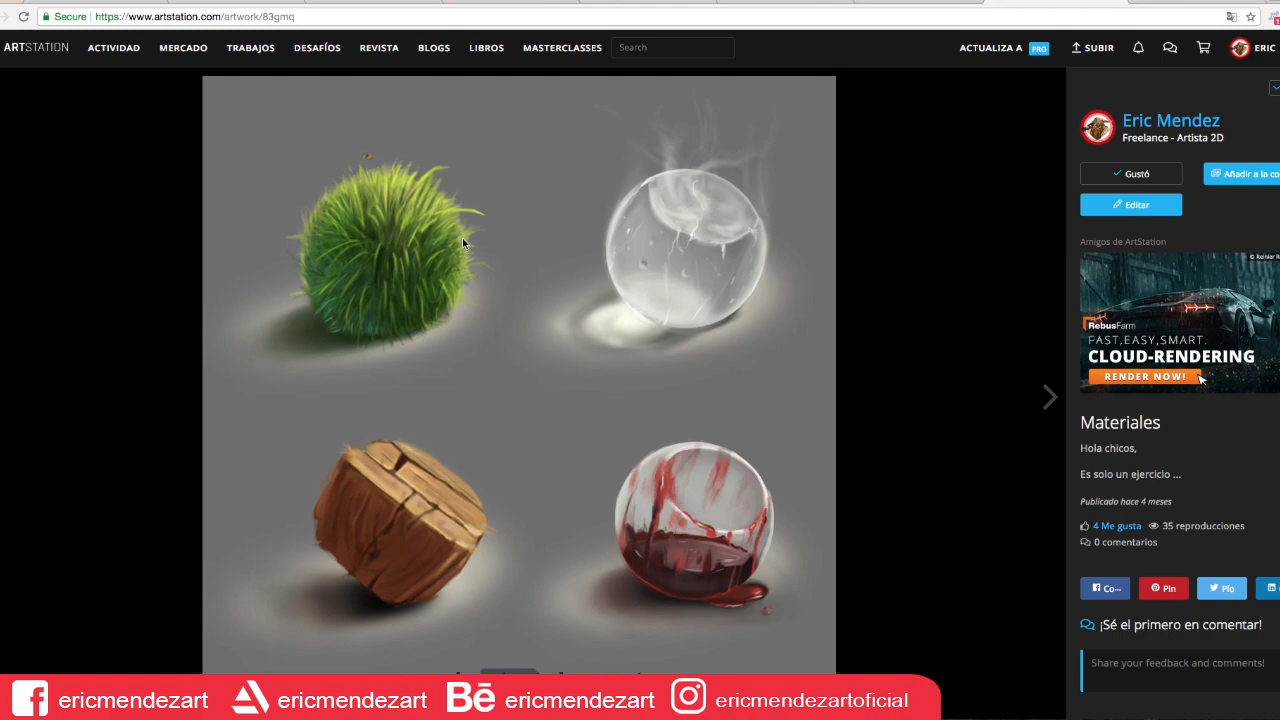 Secure https://www.artstation.com/artwork/83gmq
ARTSTATION ACTIVIDAD MERCADO TRABAJOS DESAFÍOS REVISTA BLOGS LIBROS MASTERCLASSES Search ACTUALIZA A PRO SUBIR ERIC
Eric Mendez
Freelance - Artista 2D
Gustó Añadir a la co
Editar
Amigos de ArtStation
RebusFarm
FAST,EASY,SMART.
CLOUD-RENDERING
RENDER NOW!
Materiales
Hola chicos,
Es solo un ejercicio ...
Publicado hace 4 meses
4 Me gusta 35 reproducciones
0 comentarios
Co... Pin Pío
¡Sé el primero en comentar!
Share your feedback and comments!
ericmendezart ericmendezart Bē ericmendezart ericmendezartoficial